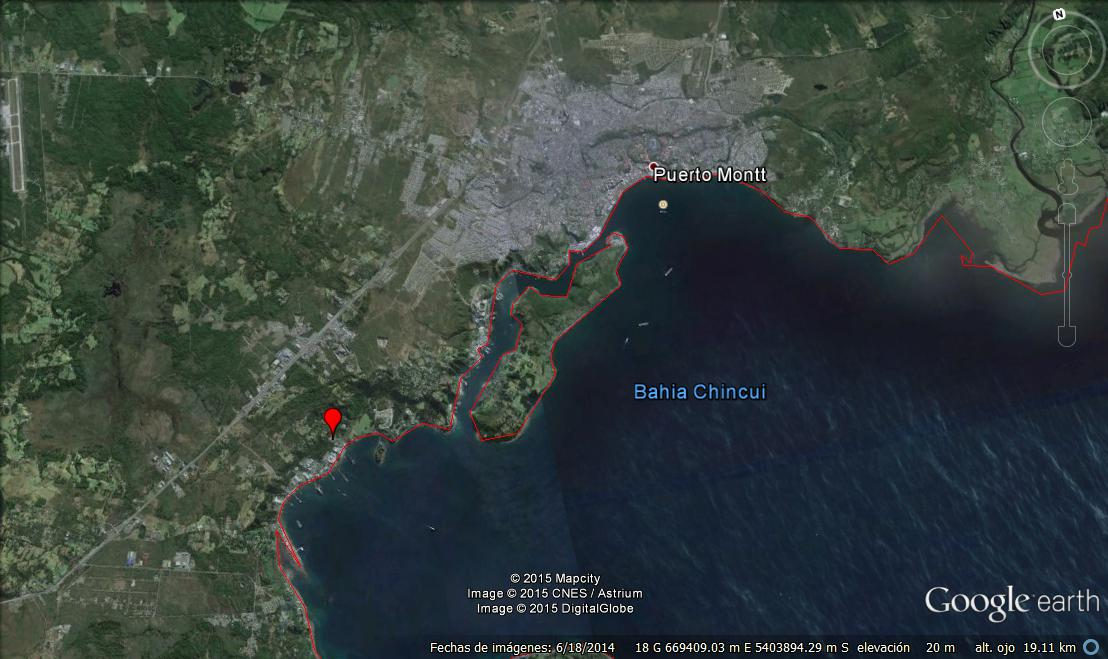 N
Puerto Montt
Bahia Chincui
© 2015 Mapcity
Image © 2015 CNES / Astrium
Image © 2015 DigitalGlobe
Google earth
Fechas de imágenes: 6/18/2014 18 G 669409.03 m E 5403894.29 m S elevación 20 m alt. ojo 19.11 km